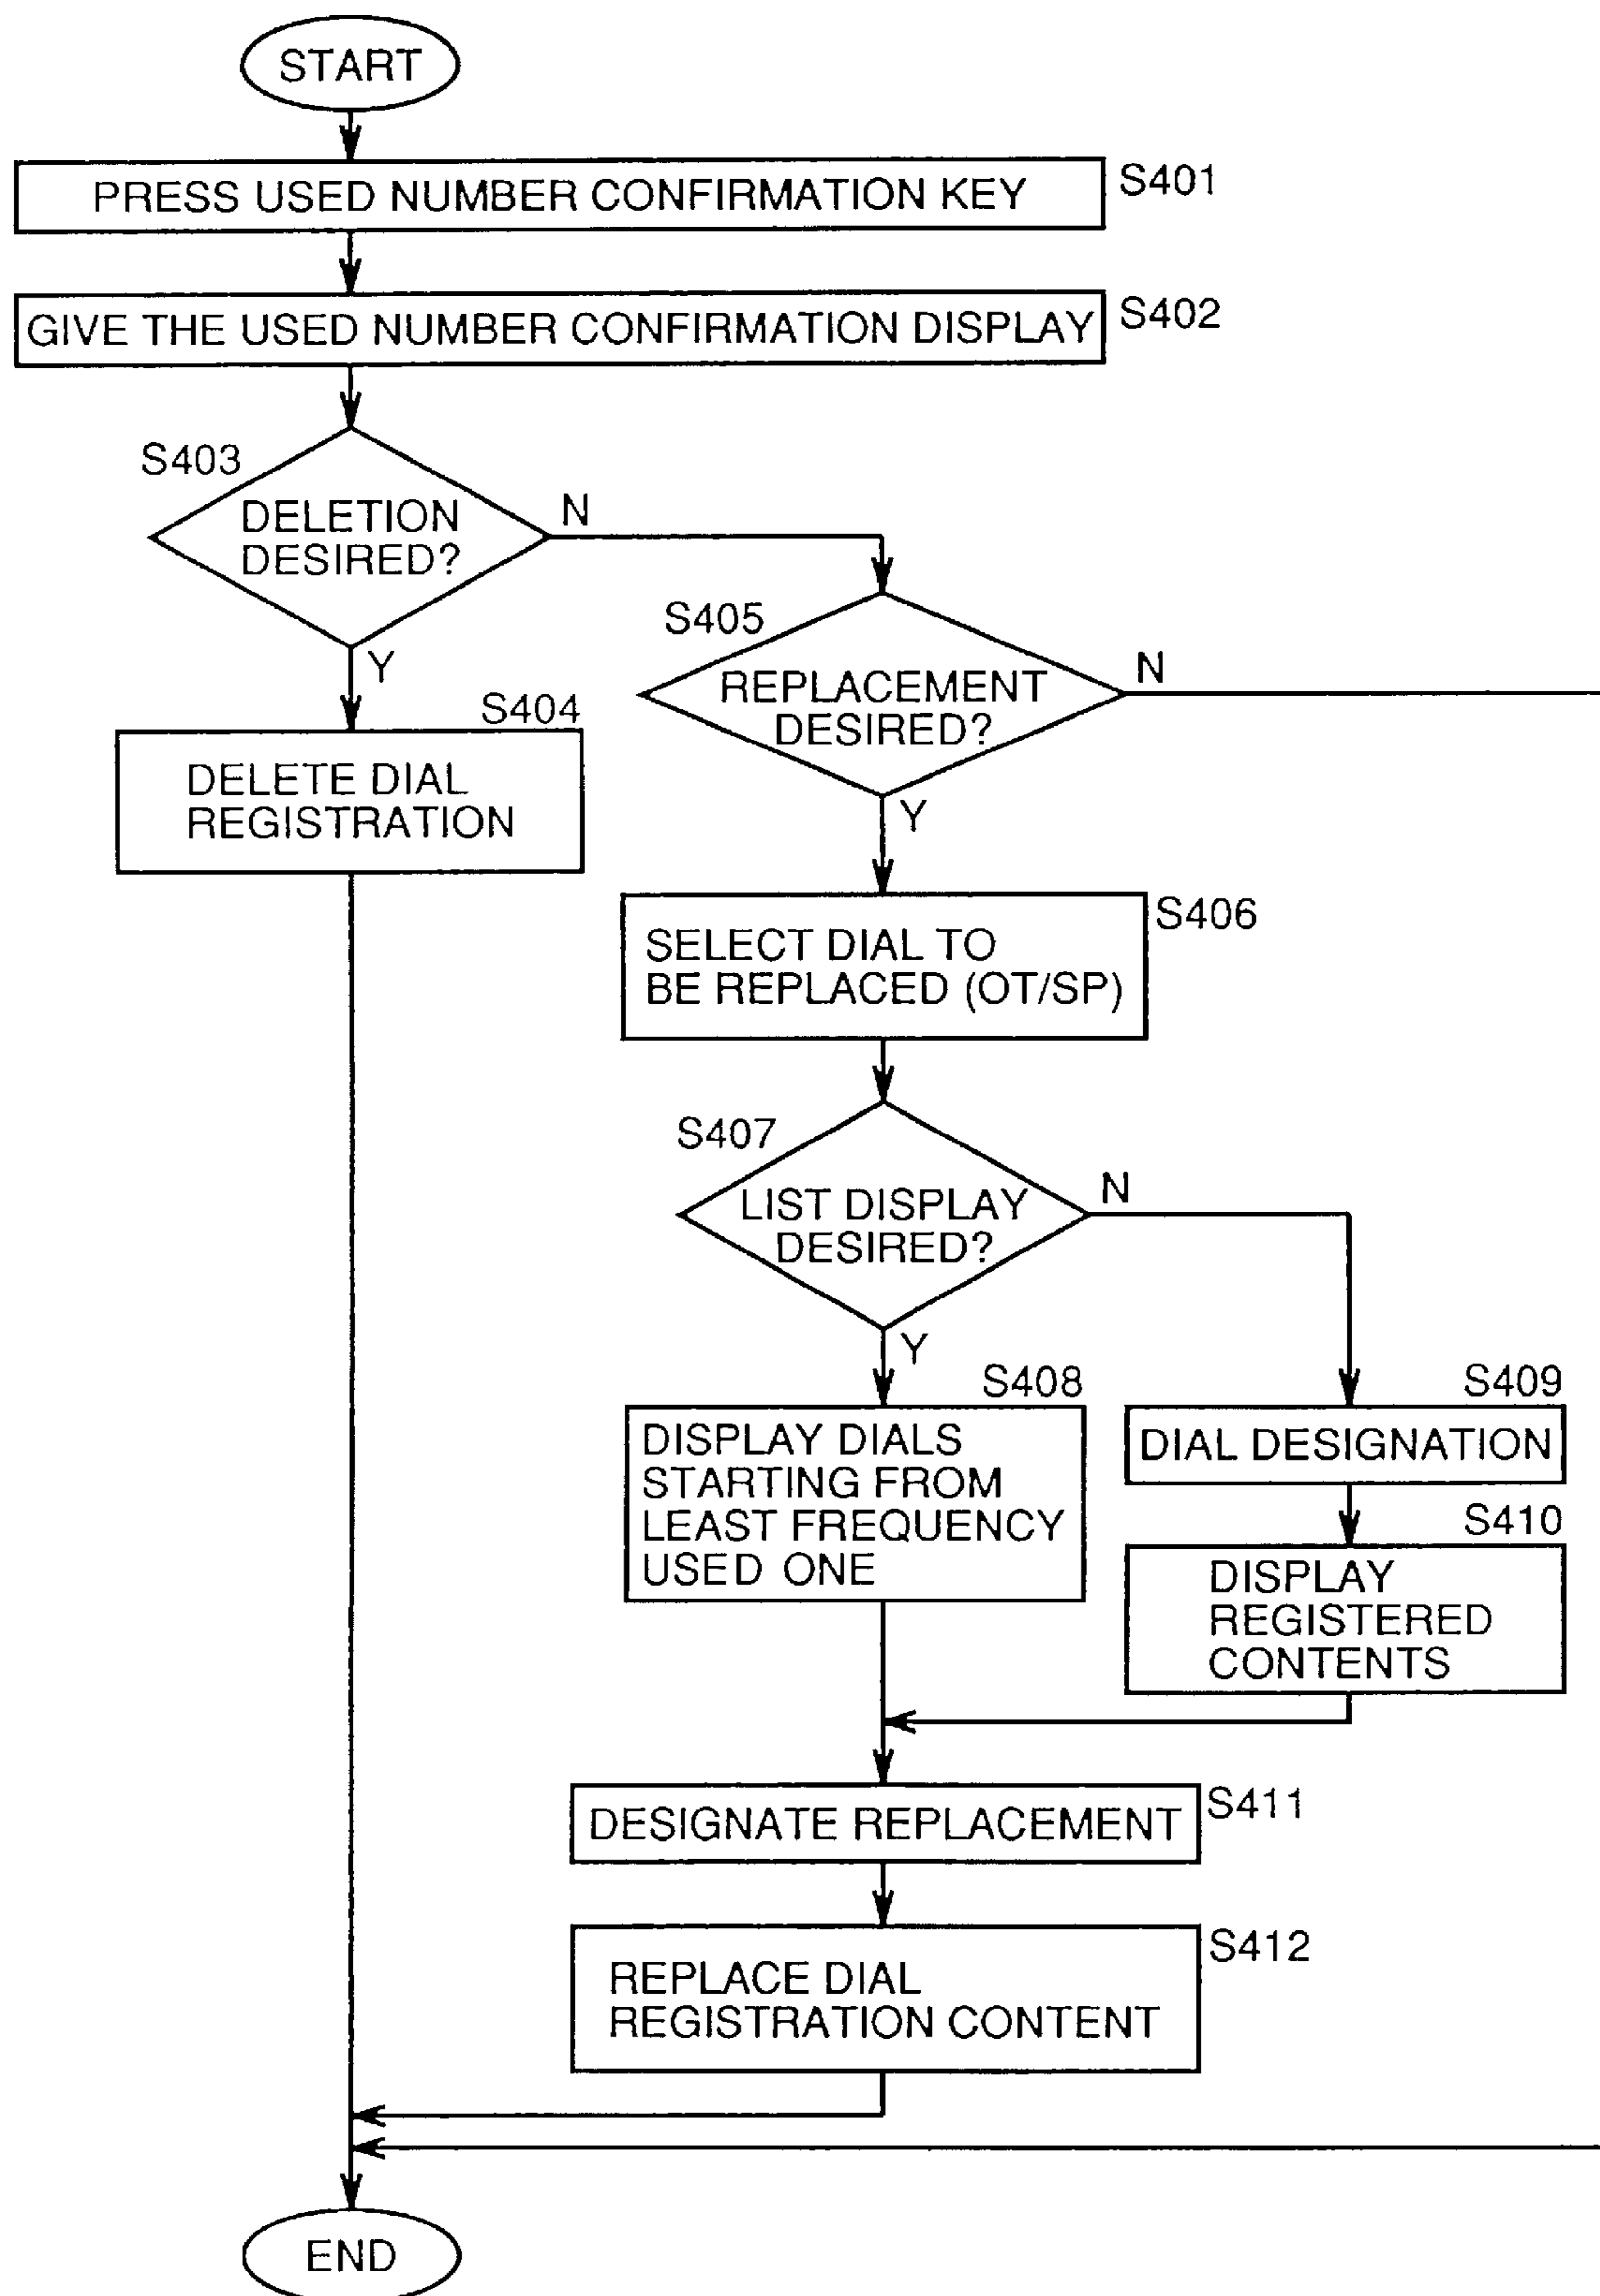 START
PRESS USED NUMBER CONFIRMATION KEY
S401
GIVE THE USED NUMBER CONFIRMATION DISPLAY
S402
S403
DELETION
DESIRED?
N
Y
S404
DELETE DIAL
REGISTRATION
S405
REPLACEMENT
DESIRED?
N
Y
S406
SELECT DIAL TO
BE REPLACED (OT/SP)
S407
LIST DISPLAY
DESIRED?
N
Y
S408
DISPLAY DIALS
STARTING FROM
LEAST FREQUENCY
USED ONE
S409
DIAL DESIGNATION
S410
DISPLAY
REGISTERED
CONTENTS
DESIGNATE REPLACEMENT
S411
S412
REPLACE DIAL
REGISTRATION CONTENT
END